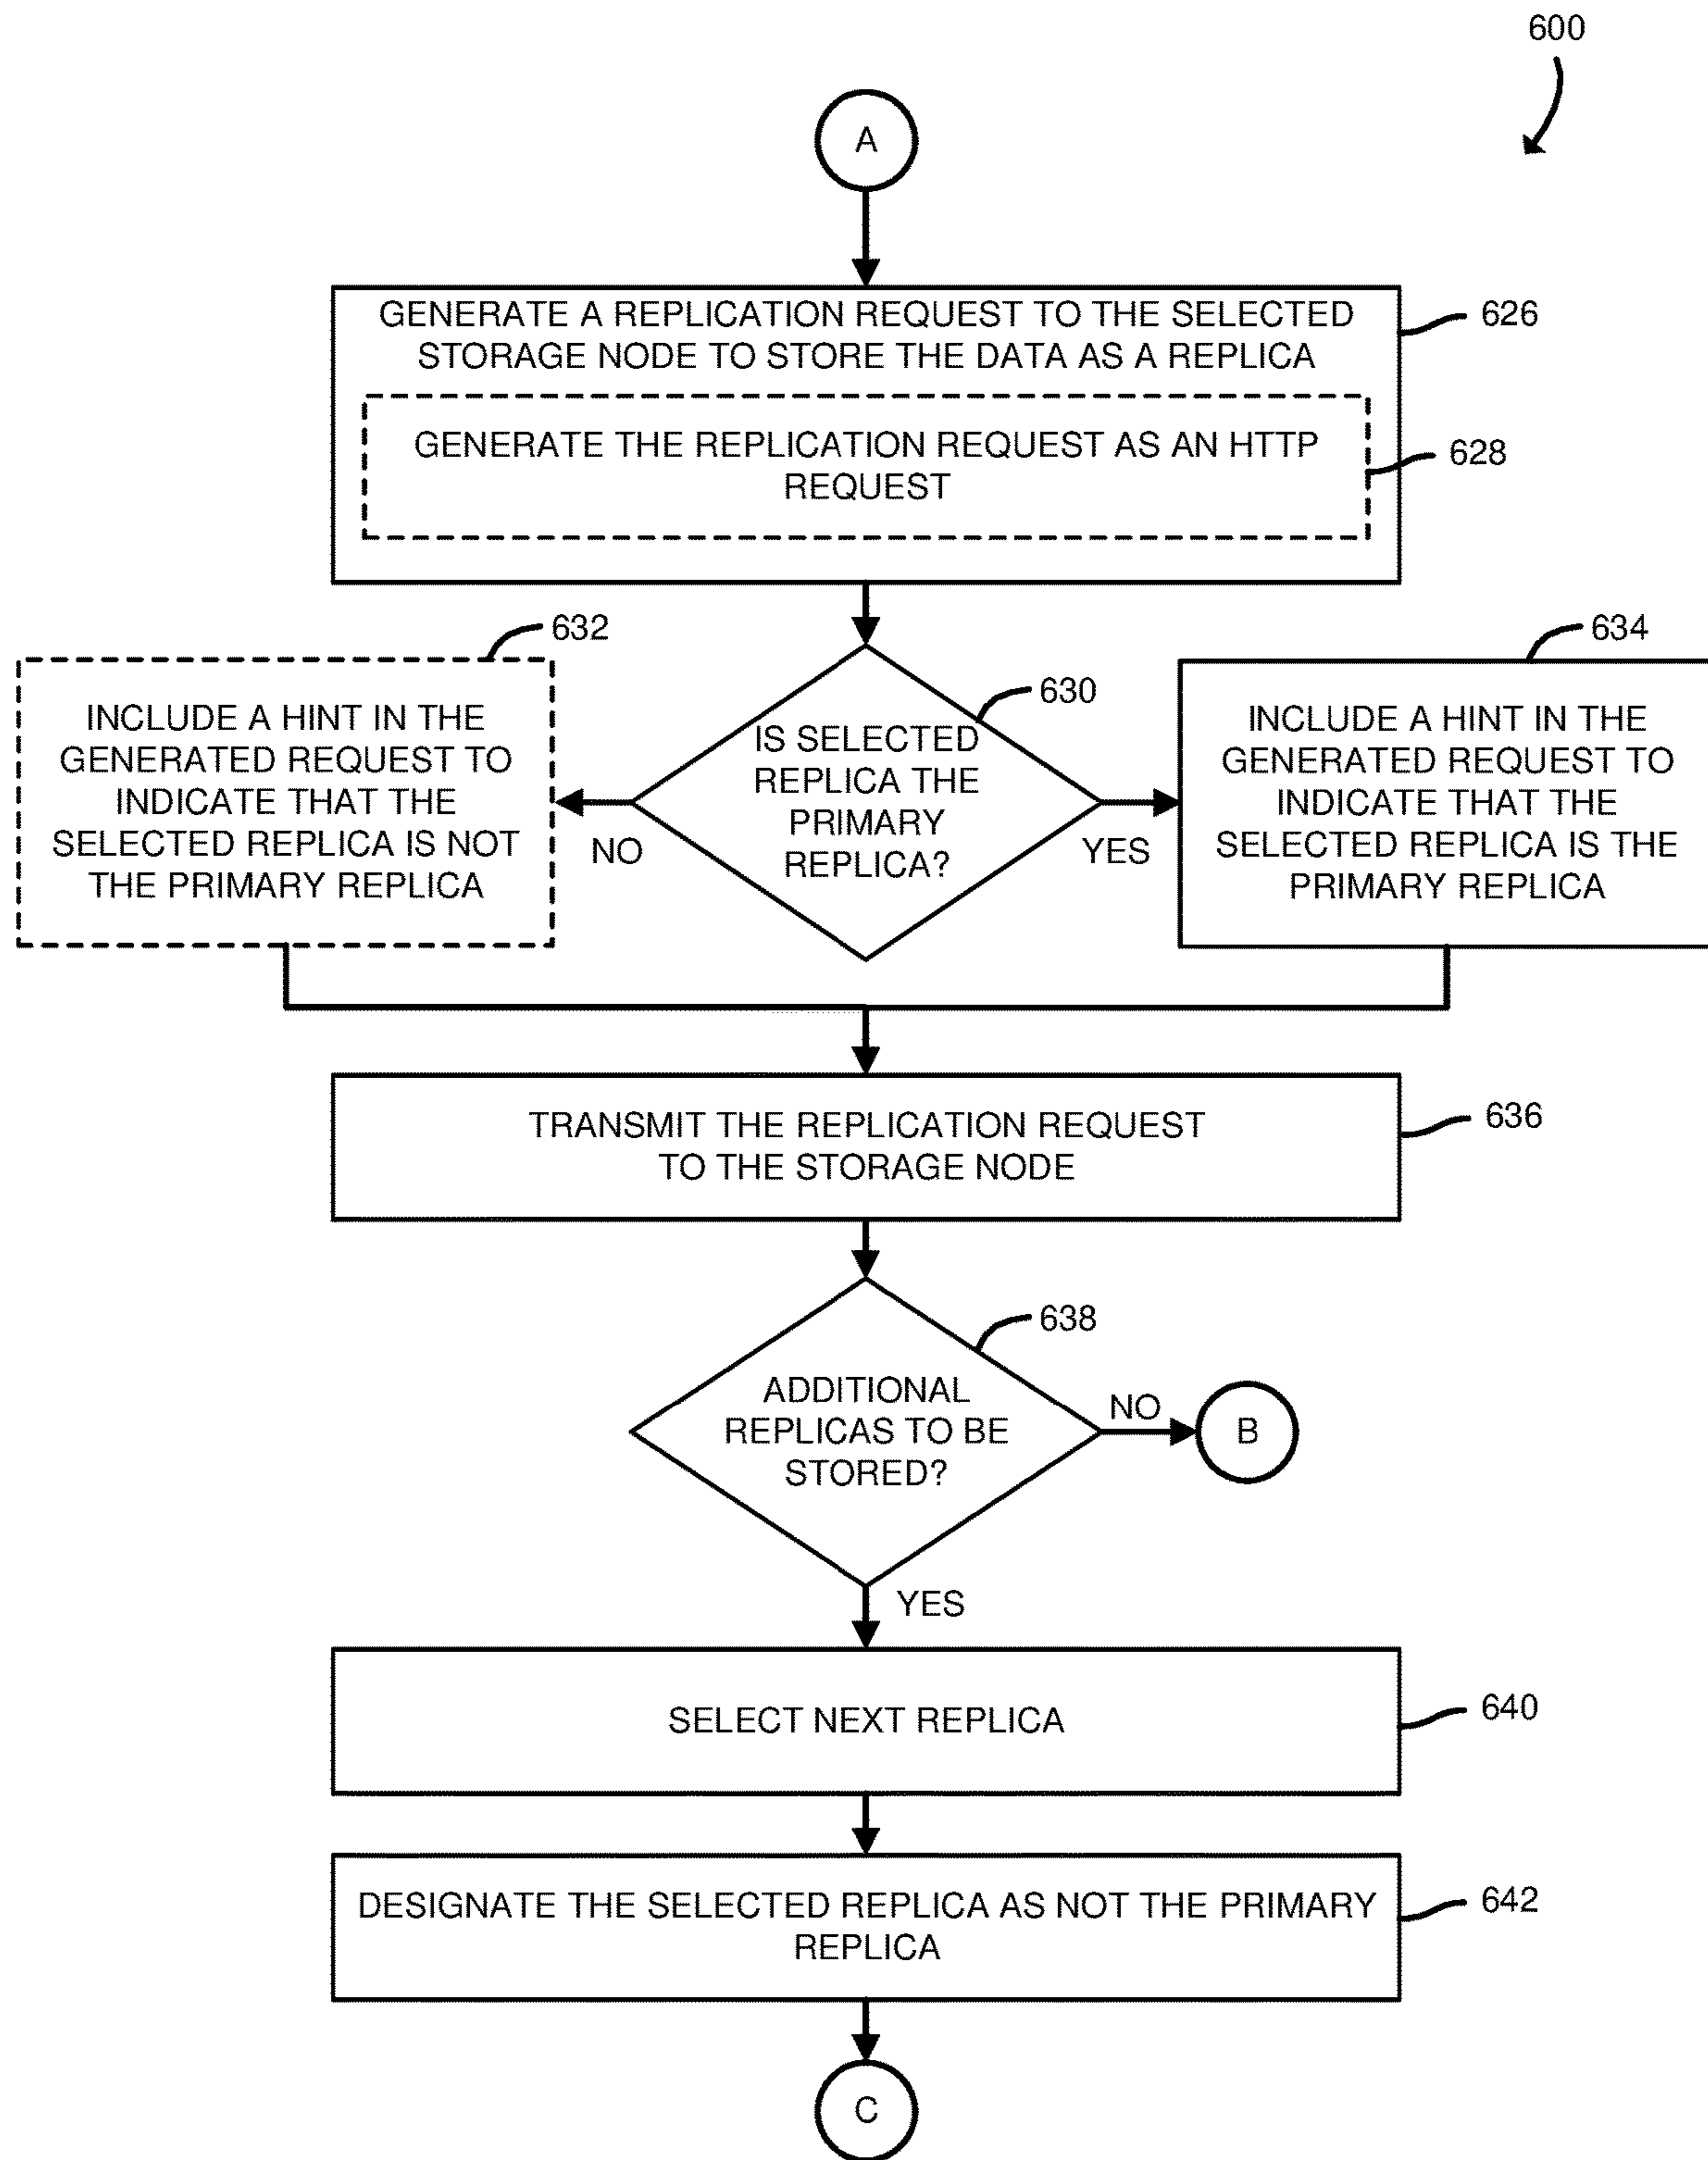 600
A
GENERATE A REPLICATION REQUEST TO THE SELECTED
STORAGE NODE TO STORE THE DATA AS A REPLICA
626
GENERATE THE REPLICATION REQUEST AS AN HTTP
REQUEST
628
632
INCLUDE A HINT IN THE
GENERATED REQUEST TO
INDICATE THAT THE
SELECTED REPLICA IS NOT
THE PRIMARY REPLICA
630
IS SELECTED
REPLICA THE
PRIMARY
REPLICA?
NO
YES
634
INCLUDE A HINT IN THE
GENERATED REQUEST TO
INDICATE THAT THE
SELECTED REPLICA IS THE
PRIMARY REPLICA
TRANSMIT THE REPLICATION REQUEST
TO THE STORAGE NODE
636
638
ADDITIONAL
REPLICAS TO BE
STORED?
NO
B
YES
SELECT NEXT REPLICA
640
DESIGNATE THE SELECTED REPLICA AS NOT THE PRIMARY
REPLICA
642
C